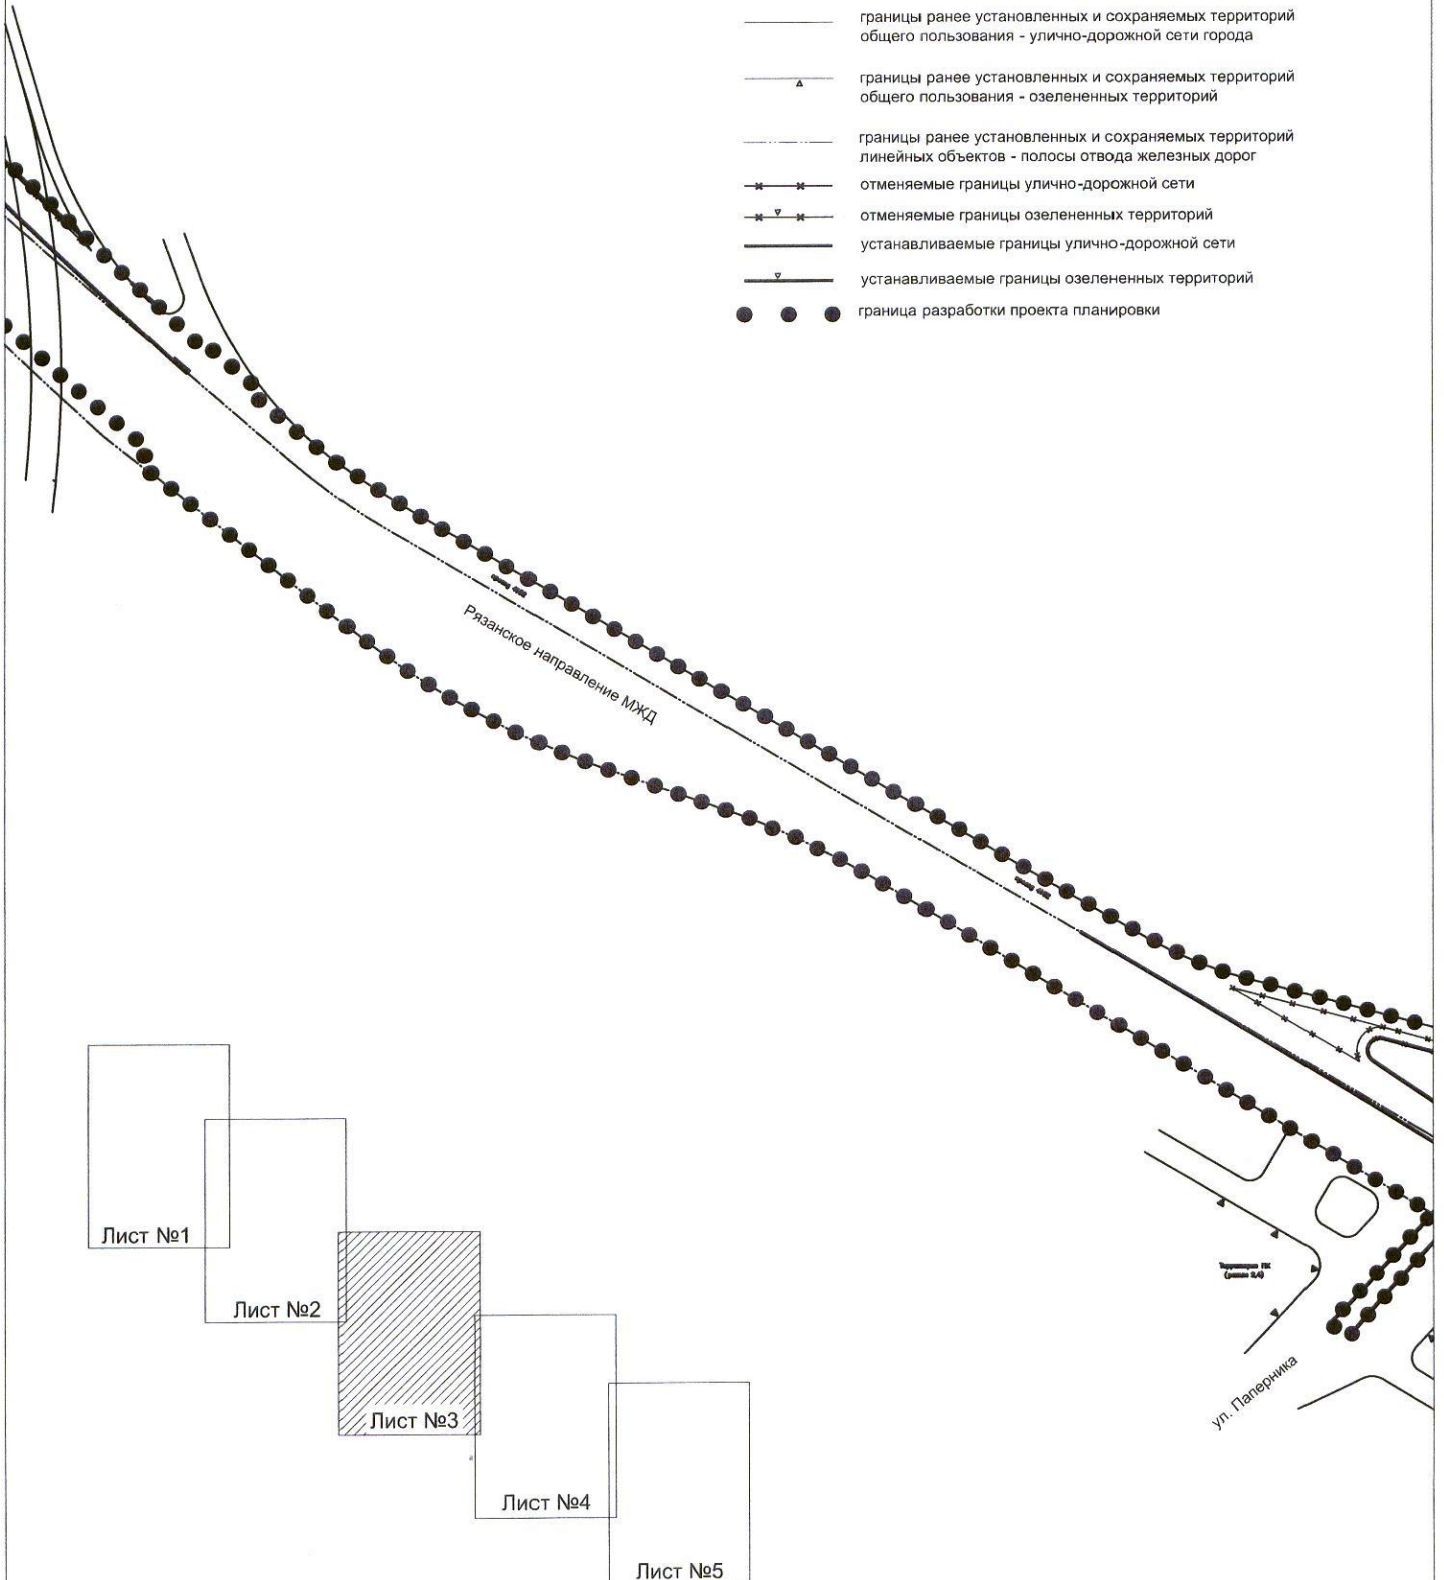 границы ранее установленных и сохраняемых территорий
общего пользования - улично-дорожной сети города
границы ранее установленных и сохраняемых территорий
общего пользования - озелененных территорий
границы ранее установленных и сохраняемых территорий
линейных объектов - полосы отвода железных дорог
отменяемые границы улично-дорожной сети
отменяемые границы озелененных территорий
устанавливаемые границы улично-дорожной сети
устанавливаемые границы озелененных территорий
граница разработки проекта планировки
Рязанское направление МЖД
Территория ПК
ул. Паперника
Лист №1
Лист №2
Лист №3
Лист №4
Лист №5